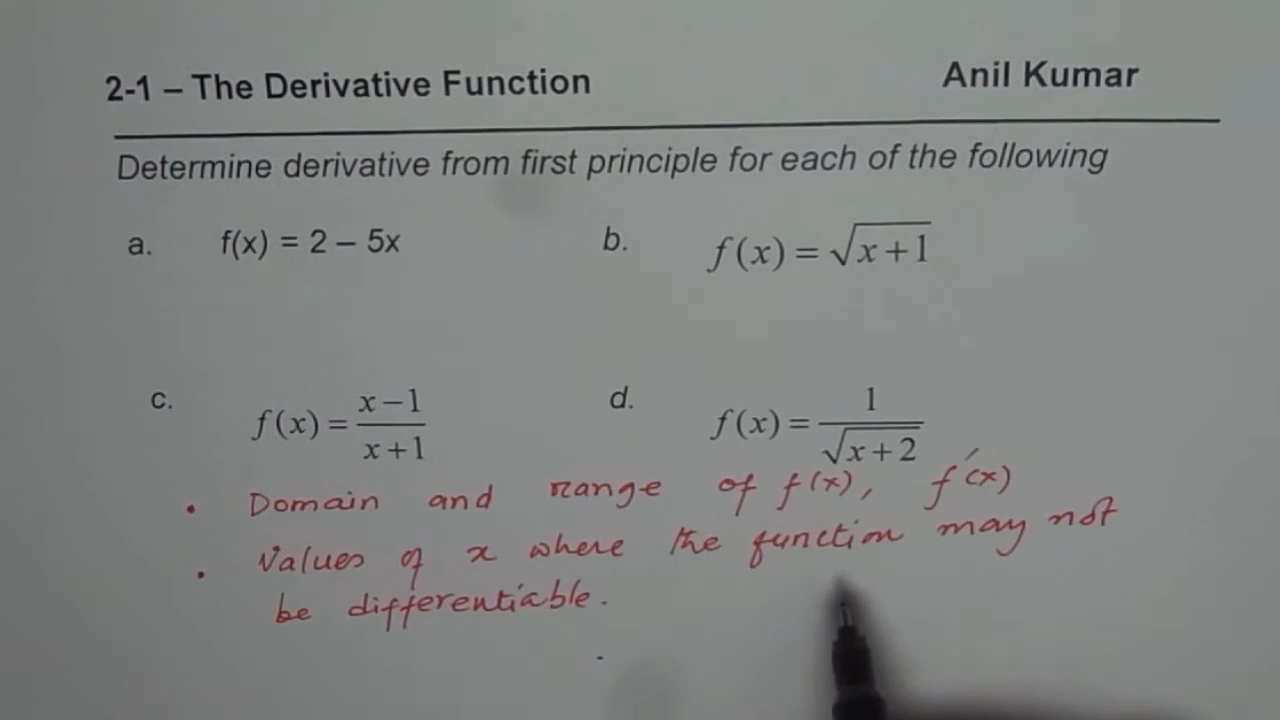 2-1 – The Derivative Function Anil Kumar
Determine derivative from first principle for each of the following
a. f(x) = 2 – 5x b. f(x) = √(x+1)
c. f(x) = (x−1)/(x+1) d. f(x) = 1/√(x+2)
• Domain and range of f(x), f′(x)
• Values of x where the function may not
be differentiable.